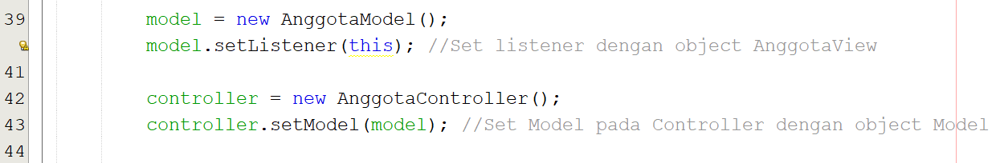 39 model = new AnggotaModel();
model.setListener(this); //Set listener dengan object AnggotaView
41
42 controller = new AnggotaController();
43 controller.setModel(model); //Set Model pada Controller dengan object Model
44